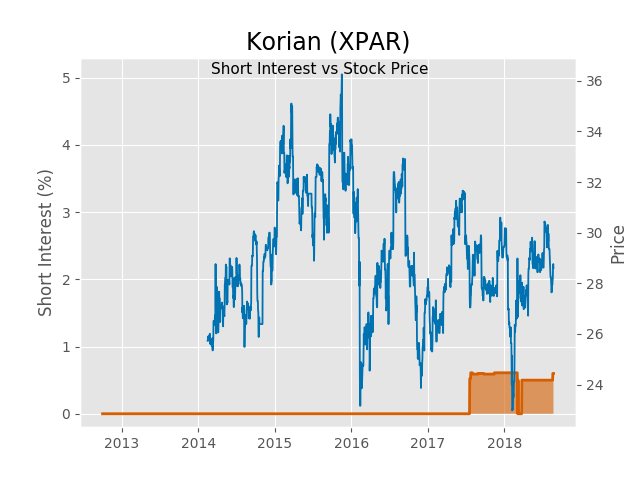 Korian (XPAR)
Short Interest vs Stock Price
Short Interest (%)
5
4
3
2
1
0
36
34
32
30
28
26
24
Price
2013 2014 2015 2016 2017 2018